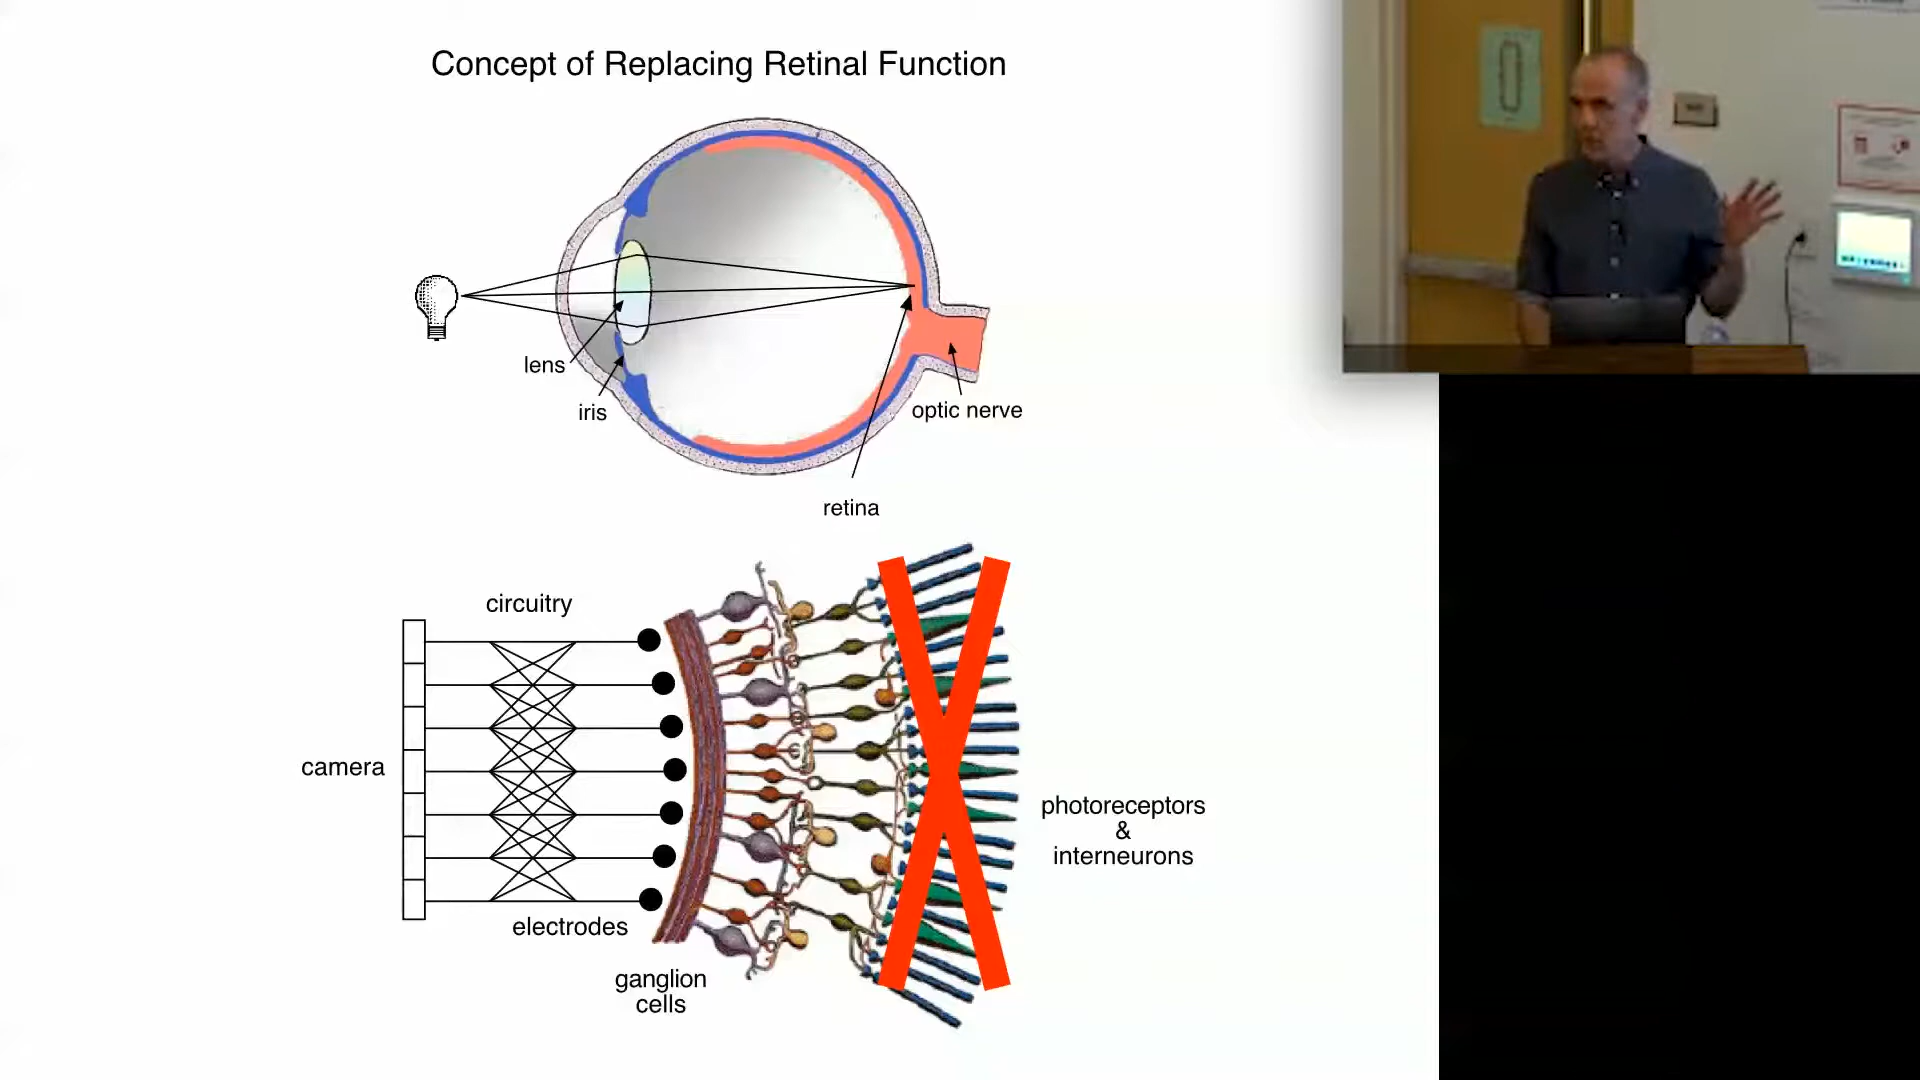 Concept of Replacing Retinal Function
lens
iris
optic nerve
retina
circuitry
camera
photoreceptors
&
interneurons
electrodes
ganglion
cells